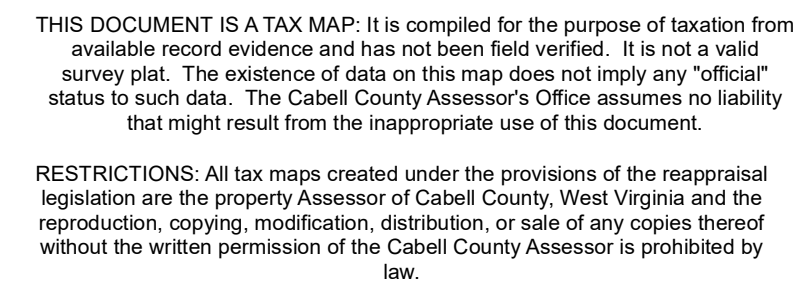 THIS DOCUMENT IS A TAX MAP: It is compiled for the purpose of taxation from
available record evidence and has not been field verified.  It is not a valid
survey plat.  The existence of data on this map does not imply any "official"
status to such data.  The Cabell County Assessor's Office assumes no liability
that might result from the inappropriate use of this document.
RESTRICTIONS: All tax maps created under the provisions of the reappraisal
legislation are the property Assessor of Cabell County, West Virginia and the
reproduction, copying, modification, distribution, or sale of any copies thereof
without the written permission of the Cabell County Assessor is prohibited by
law.